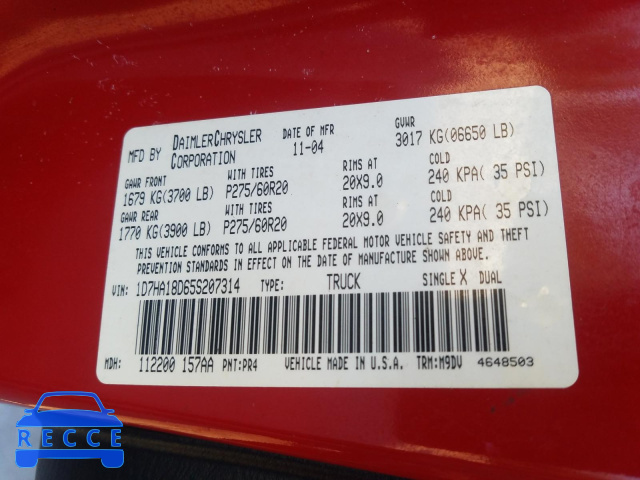 MFD BY DAIMLERCHRYSLER CORPORATION DATE OF MFR 11-04 GVWR 3017 KG(06650 LB)
GAWR FRONT WITH TIRES RIMS AT COLD
1679 KG(3700 LB) P275/60R20 20X9.0 240 KPA( 35 PSI)
GAWR REAR WITH TIRES RIMS AT COLD
1770 KG(3900 LB) P275/60R20 20X9.0 240 KPA( 35 PSI)
THIS VEHICLE CONFORMS TO ALL APPLICABLE FEDERAL MOTOR VEHICLE SAFETY AND THEFT
PREVENTION STANDARDS IN EFFECT ON THE DATE OF MANUFACTURE SHOWN ABOVE.
VIN: 1D7HA18D65S207314 TYPE: TRUCK SINGLE X DUAL
MDH: 112200 157AA PNT:PR4 VEHICLE MADE IN U.S.A. TRM:M9DV 4648503
RECCE